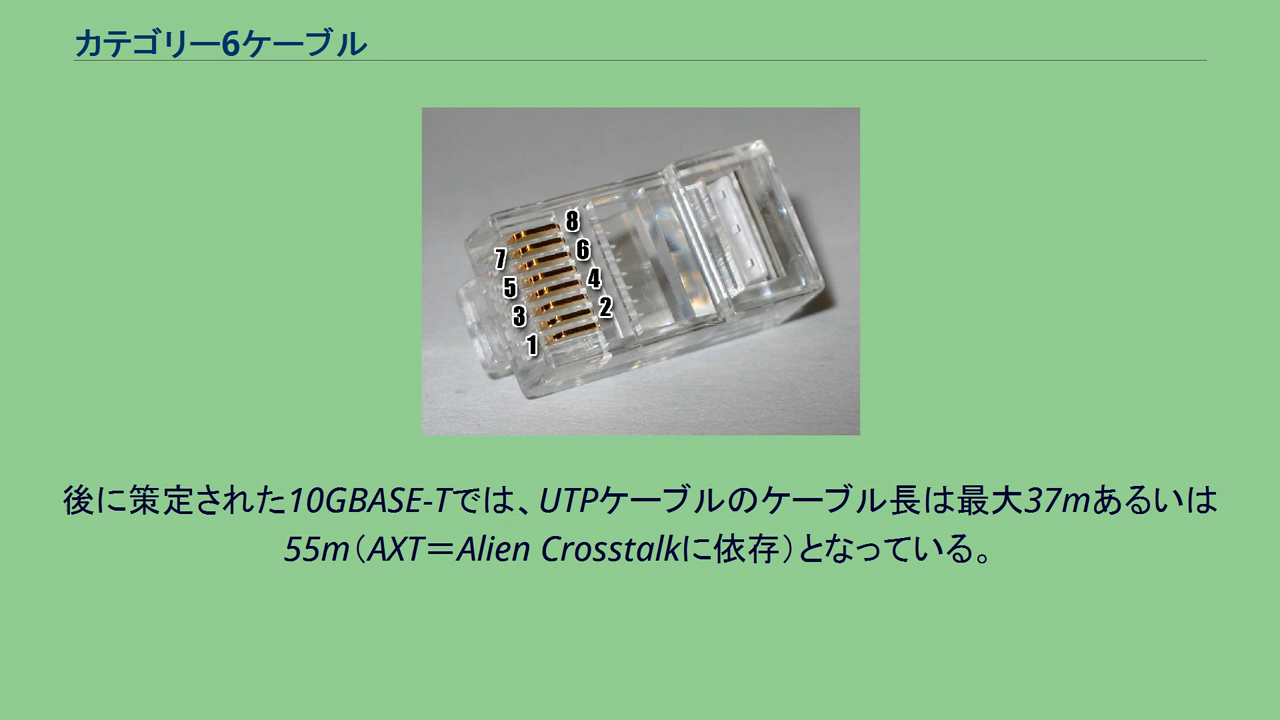 カテゴリー6ケーブル
8
7
6
5
4
3
2
1
後に策定された10GBASE-Tでは、UTPケーブルのケーブル長は最大37mあるいは
55m（AXT＝Alien Crosstalkに依存）となっている。